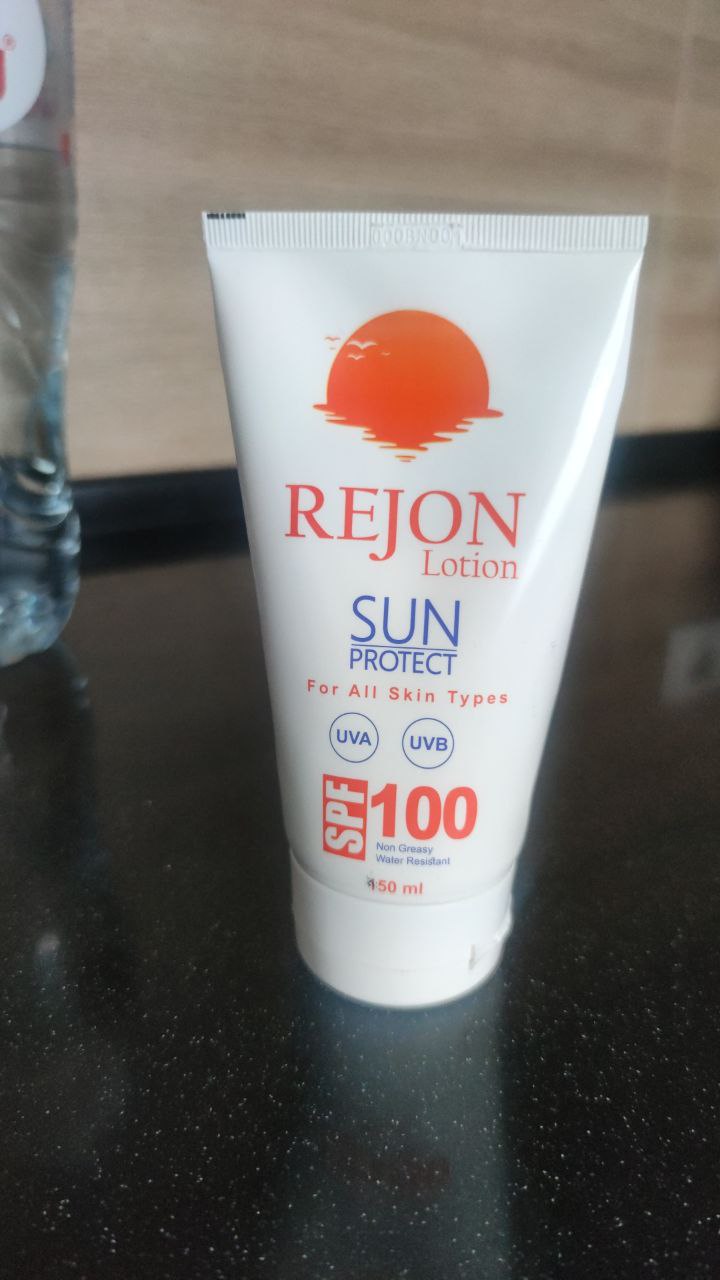 REJON
Lotion
SUN
PROTECT
For All Skin Types
UVA UVB
SPF 100
Non Greasy
Water Resistant
150 ml